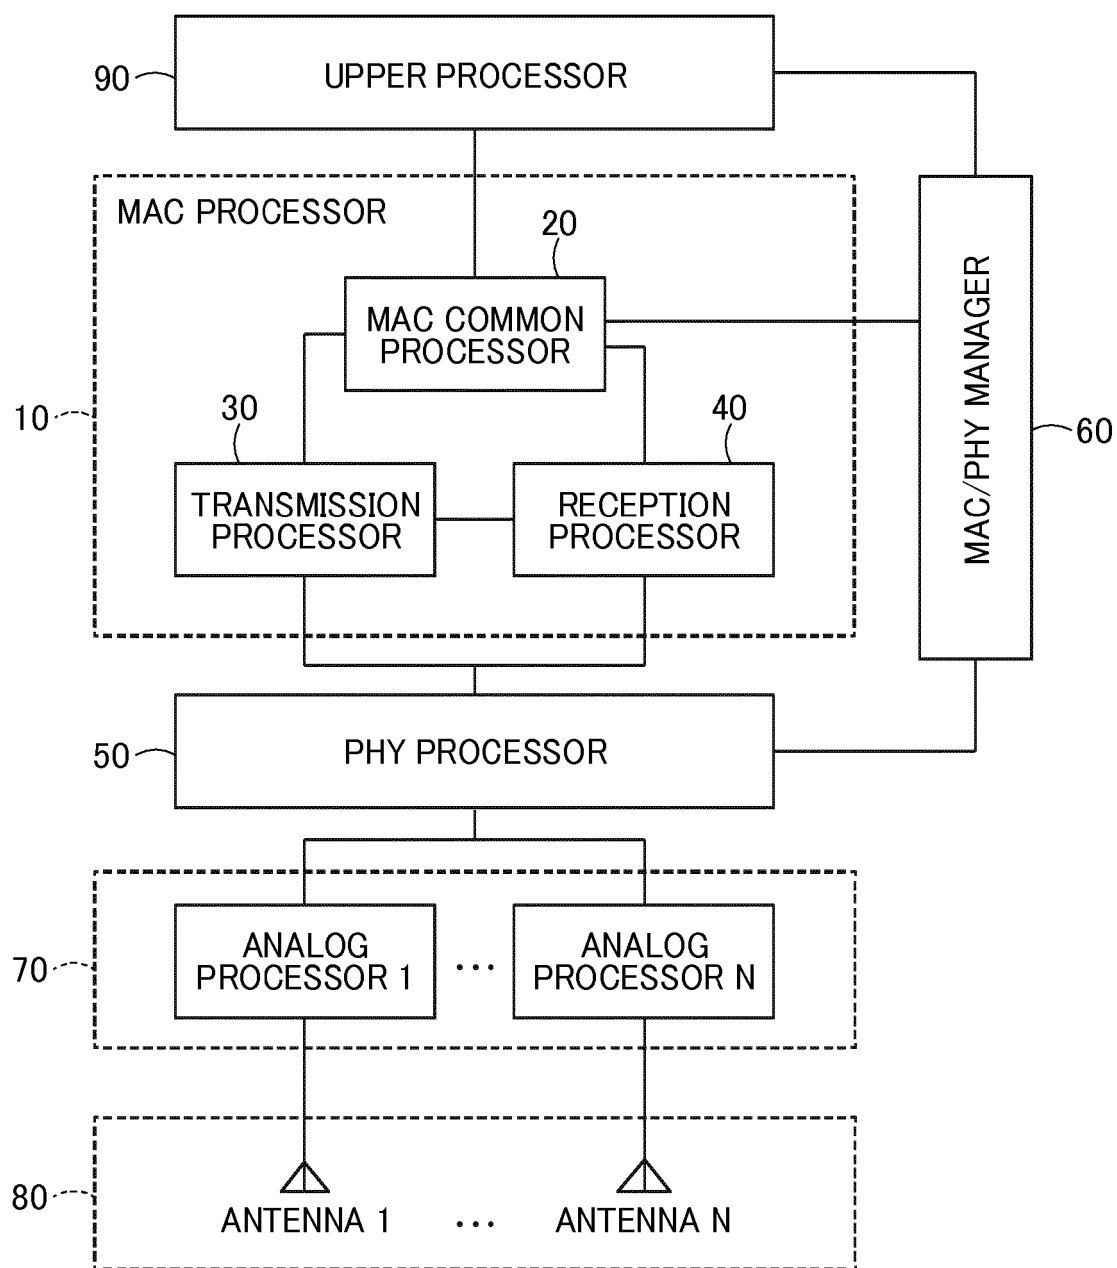 90
UPPER PROCESSOR
MAC PROCESSOR
20
MAC COMMON
PROCESSOR
10
30
40
TRANSMISSION
PROCESSOR
RECEPTION
PROCESSOR
MAC/PHY MANAGER
60
50
PHY PROCESSOR
70
ANALOG
PROCESSOR 1
...
ANALOG
PROCESSOR N
80
ANTENNA 1 ... ANTENNA N